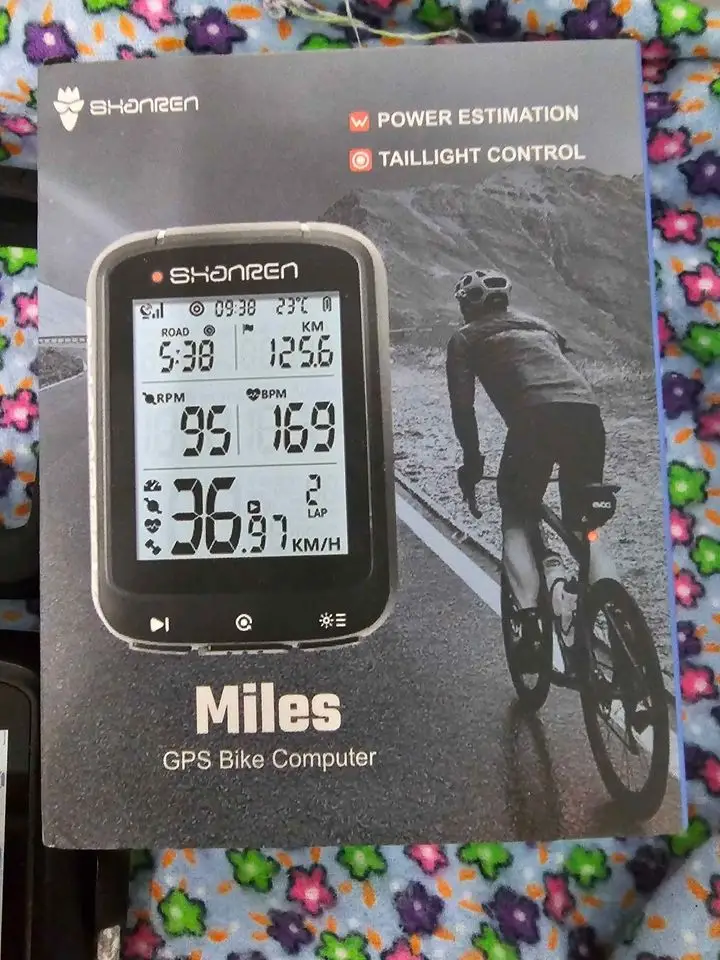 SHANREN
POWER ESTIMATION
TAILLIGHT CONTROL
SHANREN
09:38 23°C
ROAD KM
5:38 125.6
RPM BPM
95 169
36.97 KM/H
2
LAP
Miles
GPS Bike Computer